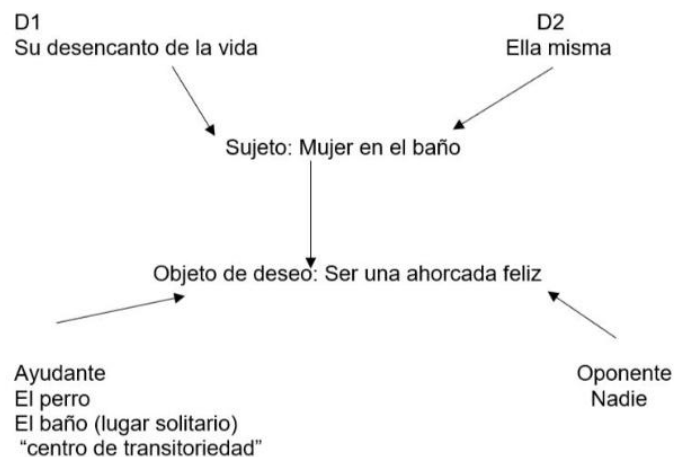 D1
Su desencanto de la vida
D2
Ella misma
Sujeto: Mujer en el baño
Objeto de deseo: Ser una ahorcada feliz
Ayudante
El perro
El baño (lugar solitario)
“centro de transitoriedad”
Oponente
Nadie